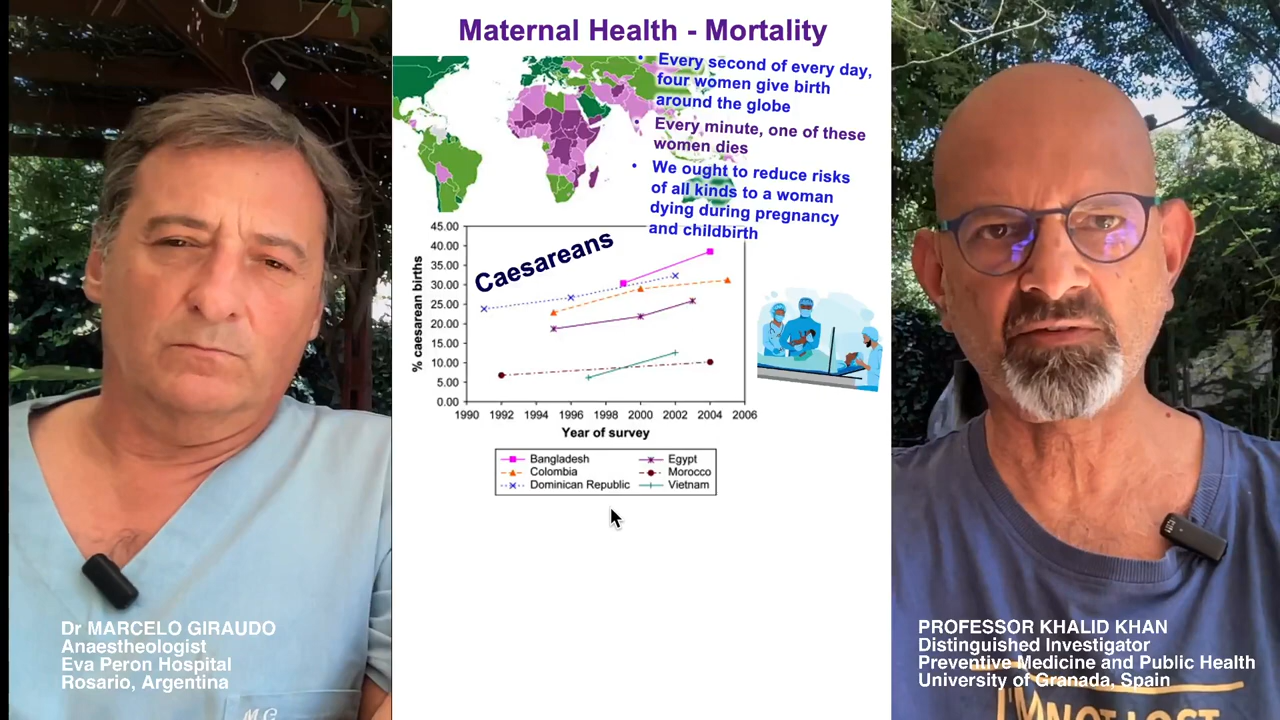 Maternal Health - Mortality
• Every second of every day,
four women give birth
around the globe
• Every minute, one of these
women dies
• We ought to reduce risks
of all kinds to a woman
dying during pregnancy
and childbirth
Caesareans
% caesarean births
45.00
40.00
35.00
30.00
25.00
20.00
15.00
10.00
5.00
0.00
1990 1992 1994 1996 1998 2000 2002 2004 2006
Year of survey
Bangladesh Egypt
Colombia Morocco
Dominican Republic Vietnam
Dr MARCELO GIRAUDO
Anaestheologist
Eva Peron Hospital
Rosario, Argentina
M.G
PROFESSOR KHALID KHAN
Distinguished Investigator
Preventive Medicine and Public Health
University of Granada, Spain
I'M NOT LOST